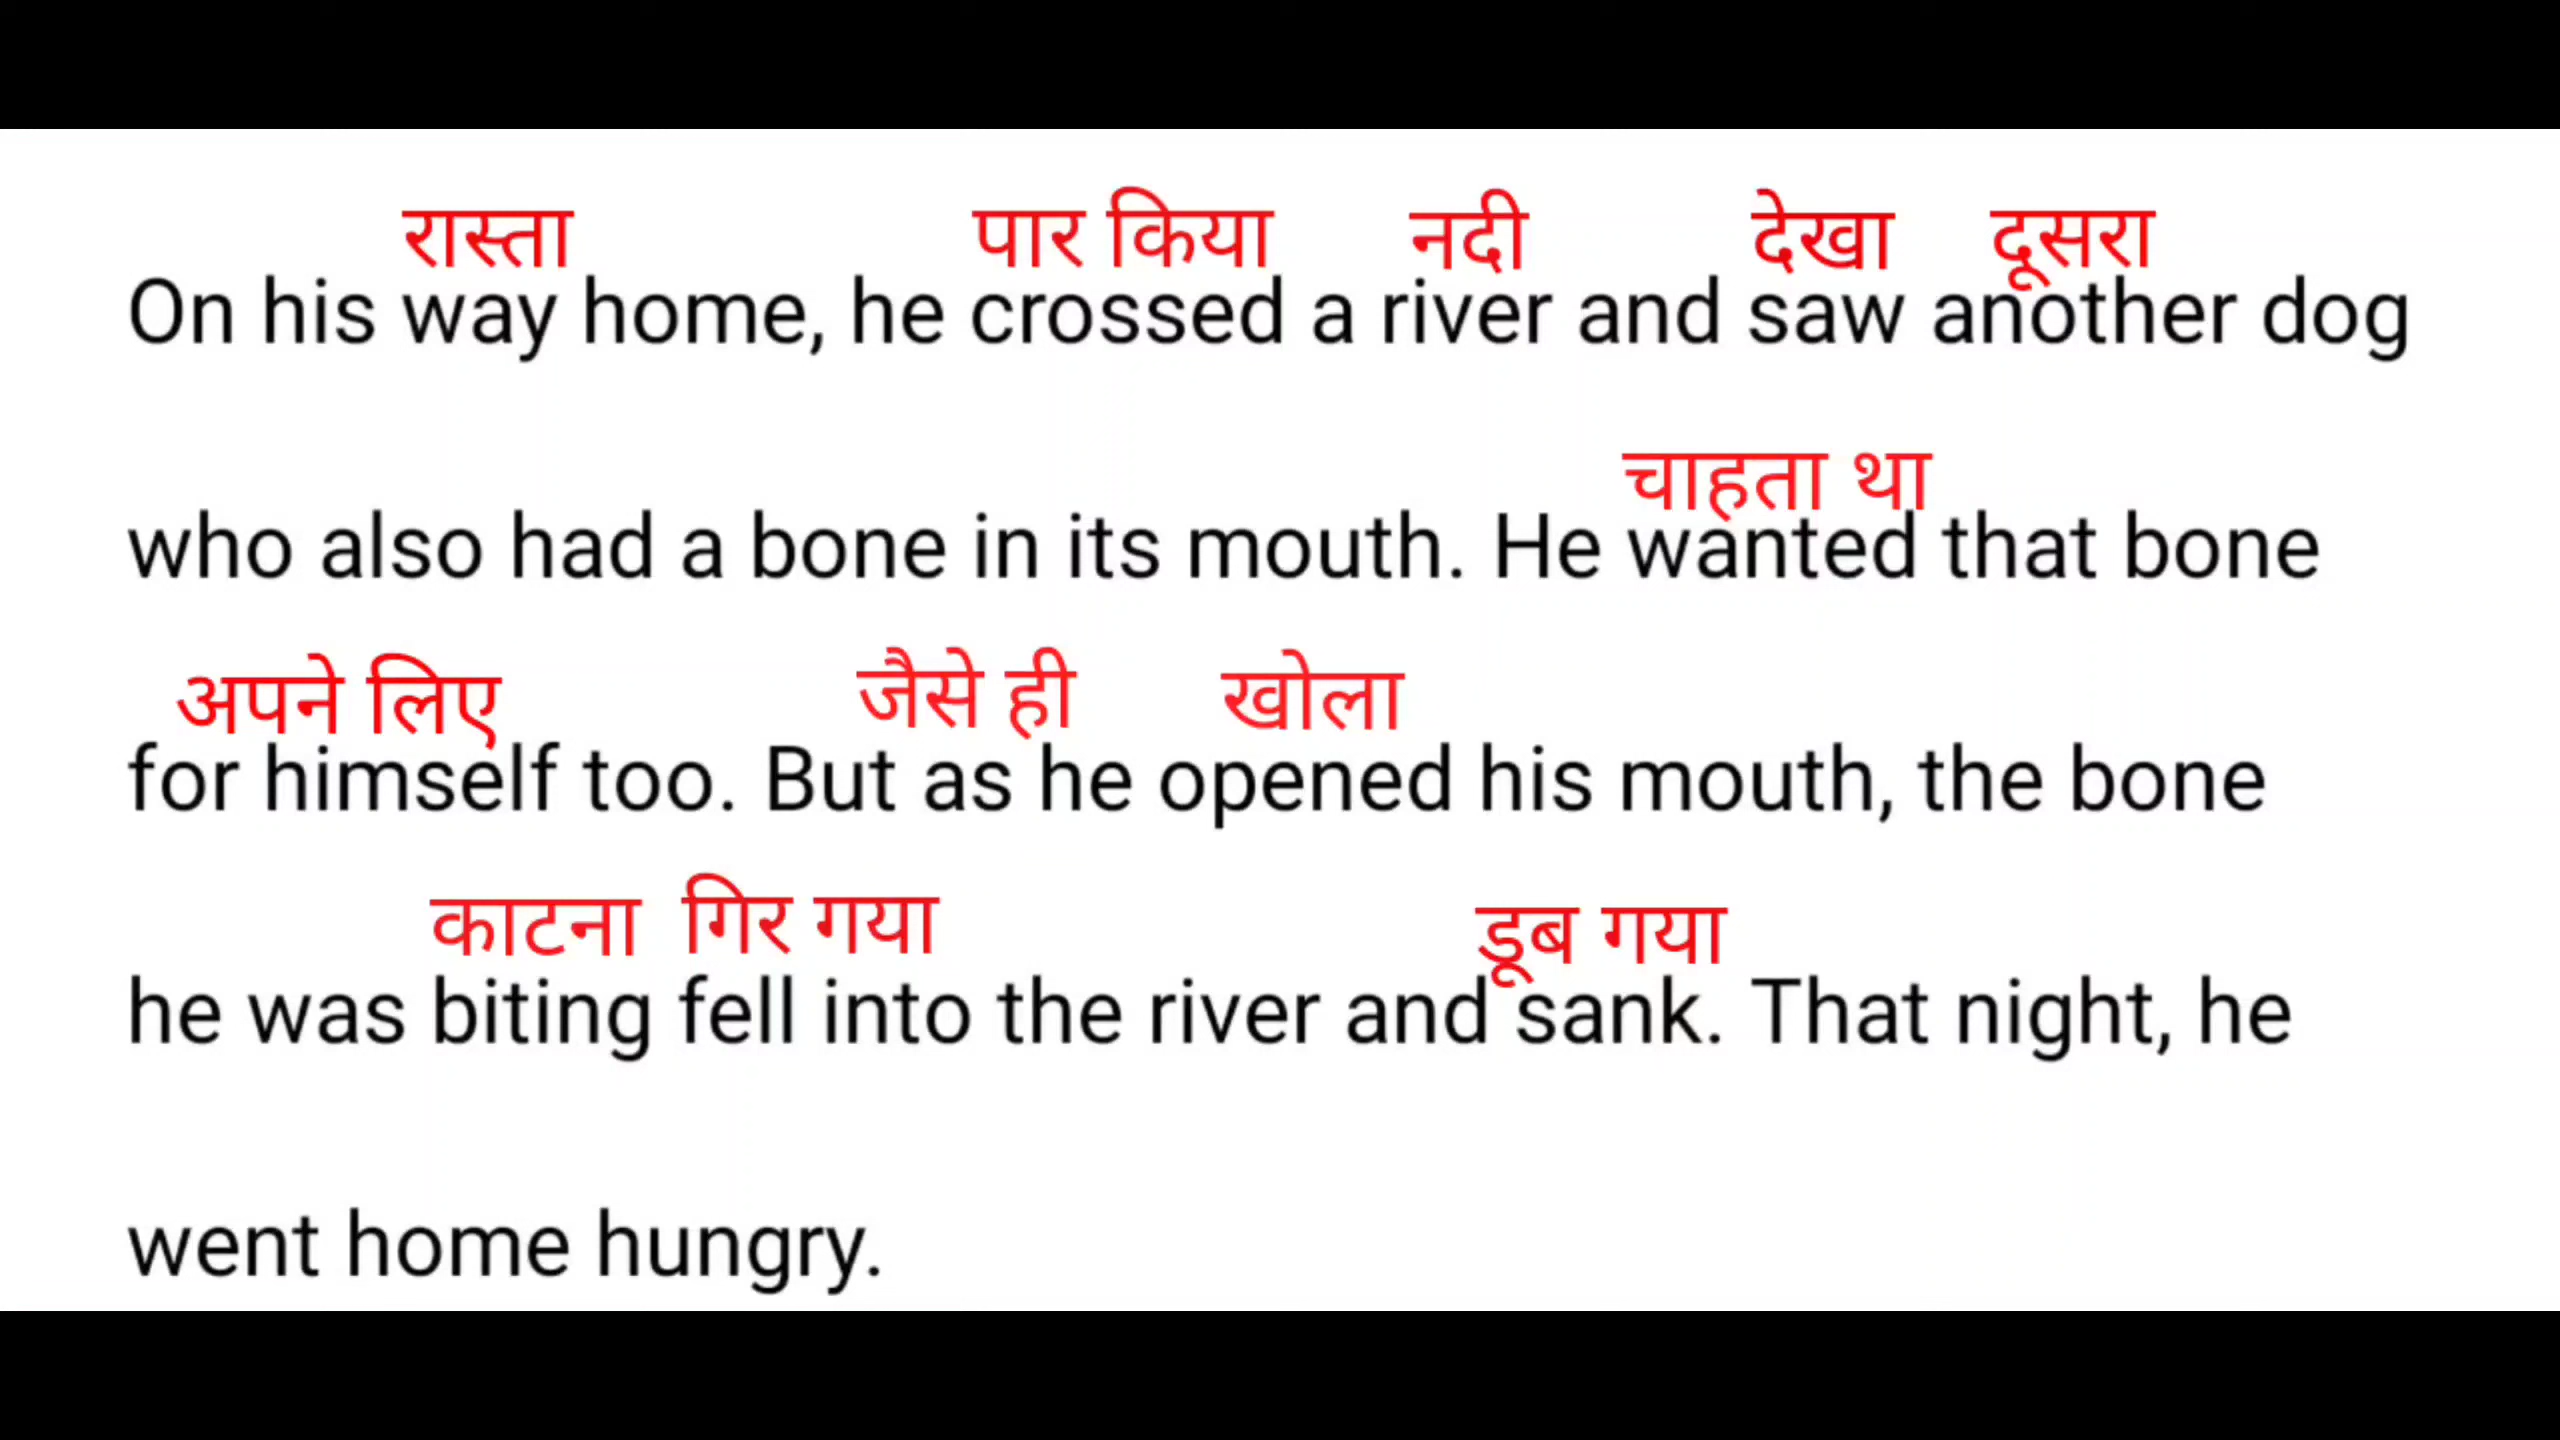 रास्ता पार किया नदी देखा दूसरा
On his way home, he crossed a river and saw another dog
चाहता था
who also had a bone in its mouth. He wanted that bone
अपने लिए जैसे ही खोला
for himself too. But as he opened his mouth, the bone
काटना गिर गया डूब गया
he was biting fell into the river and sank. That night, he
went home hungry.